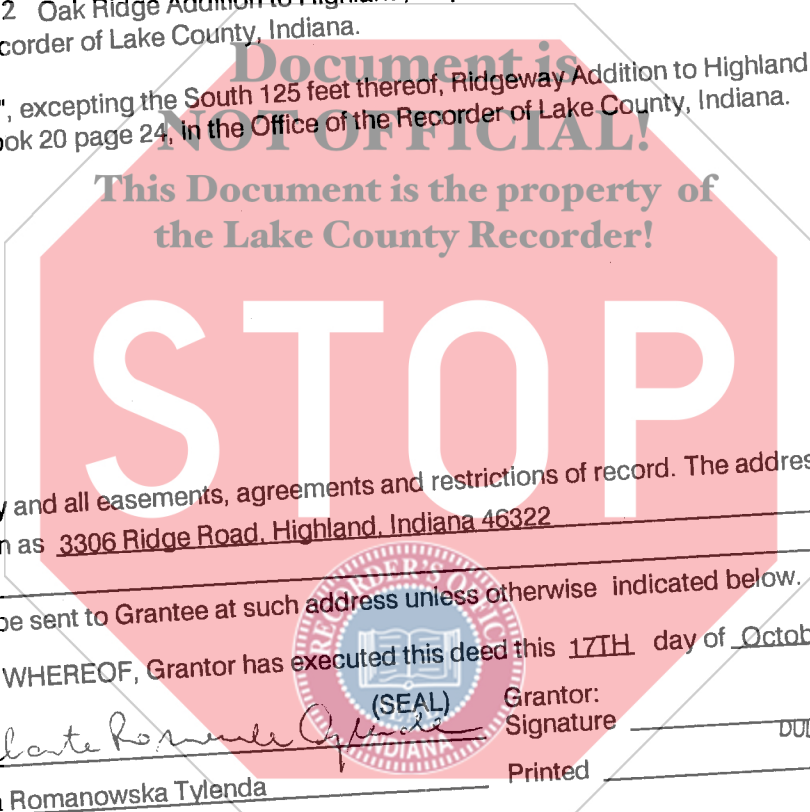 2 Oak Ridge Addition to Highland,
corder of Lake County, Indiana.
Document is
", excepting the South 125 feet thereof, Ridgeway Addition to Highland
ook 20 page 24, in the Office of the Recorder of Lake County, Indiana.
NOT OFFICIAL!
This Document is the property of
the Lake County Recorder!
STOP
y and all easements, agreements and restrictions of record. The addres
n as 3306 Ridge Road, Highland, Indiana 46322
be sent to Grantee at such address unless otherwise indicated below.
WHEREOF, Grantor has executed this deed this 17TH day of Octob
RECORDER'S OFFIC
(SEAL)
Grantor:
Signature
DUL
INDIANA
Printed
Romanowska Tylenda